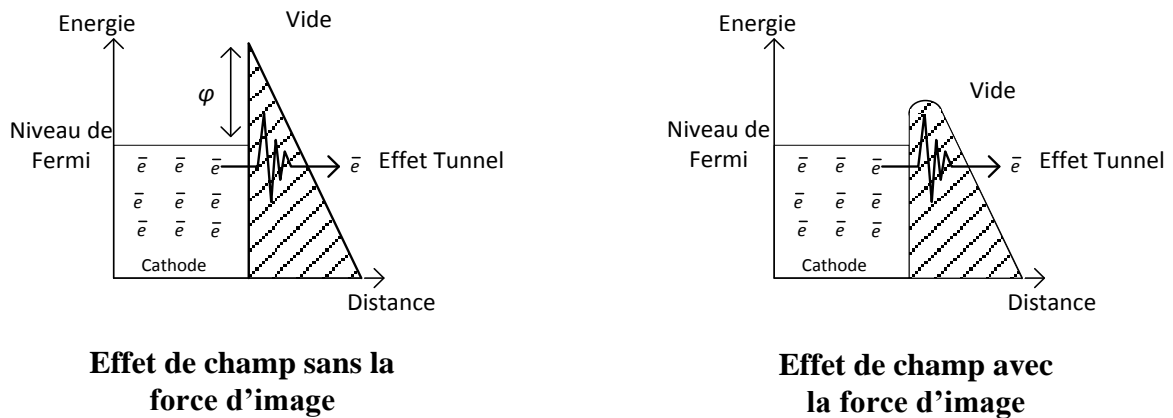 Energie
Vide
φ
Niveau de
Fermi
e̅ e̅ e̅
e̅
Effet Tunnel
e̅ e̅ e̅
e̅ e̅ e̅
Cathode
Distance
Effet de champ sans la
force d’image
Energie
Vide
Niveau de
Fermi
e̅ e̅ e̅
e̅
Effet Tunnel
e̅ e̅ e̅
e̅ e̅ e̅
Cathode
Distance
Effet de champ avec
la force d’image